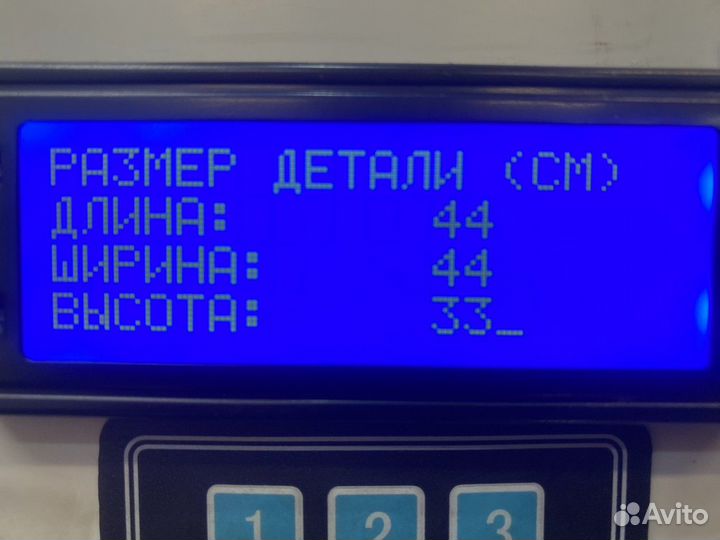 РАЗМЕР ДЕТАЛИ (СМ)
ДЛИНА: 44
ШИРИНА: 44
ВЫСОТА: 33_
1 2 3
Avito